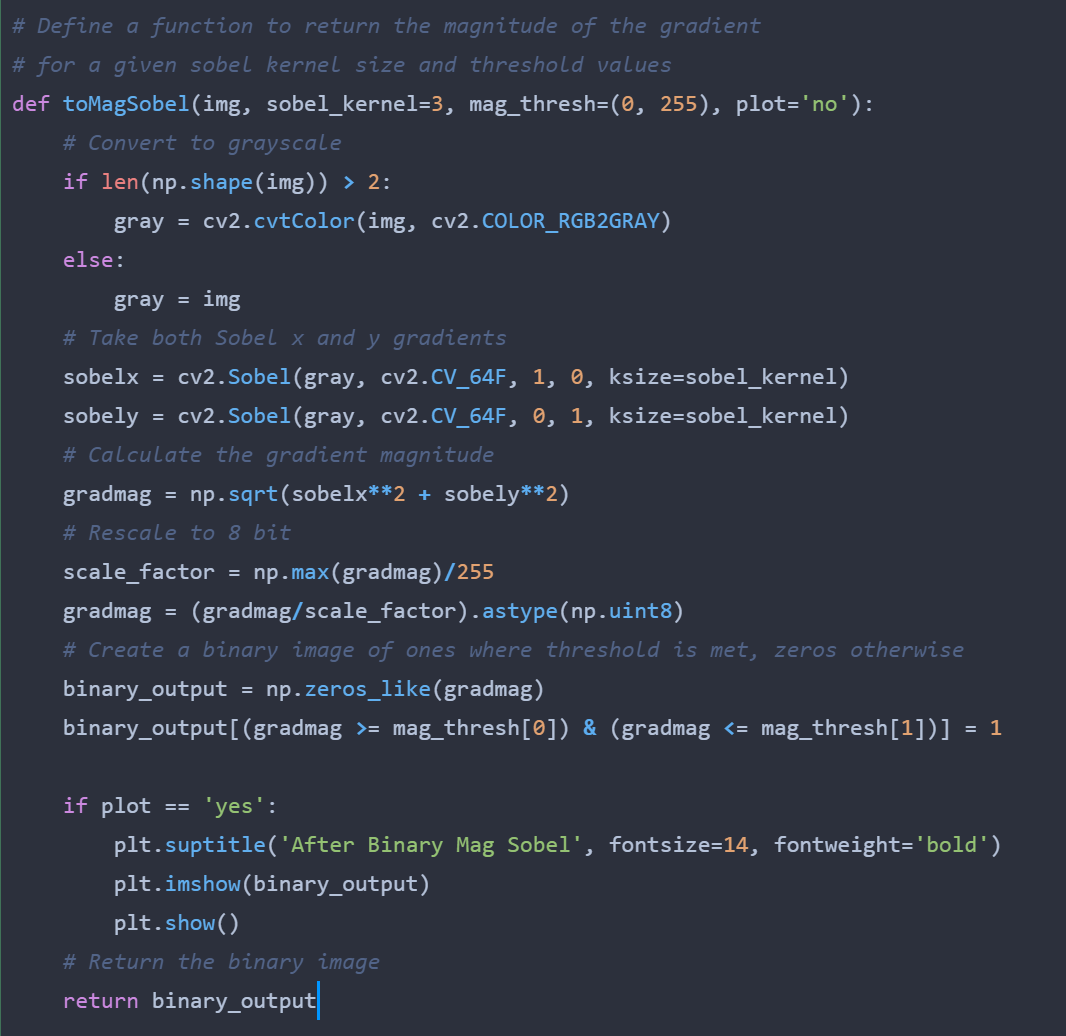 # Define a function to return the magnitude of the gradient
# for a given sobel kernel size and threshold values
def toMagSobel(img, sobel_kernel=3, mag_thresh=(0, 255), plot='no'):
    # Convert to grayscale
    if len(np.shape(img)) > 2:
        gray = cv2.cvtColor(img, cv2.COLOR_RGB2GRAY)
    else:
        gray = img
    # Take both Sobel x and y gradients
    sobelx = cv2.Sobel(gray, cv2.CV_64F, 1, 0, ksize=sobel_kernel)
    sobely = cv2.Sobel(gray, cv2.CV_64F, 0, 1, ksize=sobel_kernel)
    # Calculate the gradient magnitude
    gradmag = np.sqrt(sobelx**2 + sobely**2)
    # Rescale to 8 bit
    scale_factor = np.max(gradmag)/255
    gradmag = (gradmag/scale_factor).astype(np.uint8)
    # Create a binary image of ones where threshold is met, zeros otherwise
    binary_output = np.zeros_like(gradmag)
    binary_output[(gradmag >= mag_thresh[0]) & (gradmag <= mag_thresh[1])] = 1

    if plot == 'yes':
        plt.suptitle('After Binary Mag Sobel', fontsize=14, fontweight='bold')
        plt.imshow(binary_output)
        plt.show()
    # Return the binary image
    return binary_output